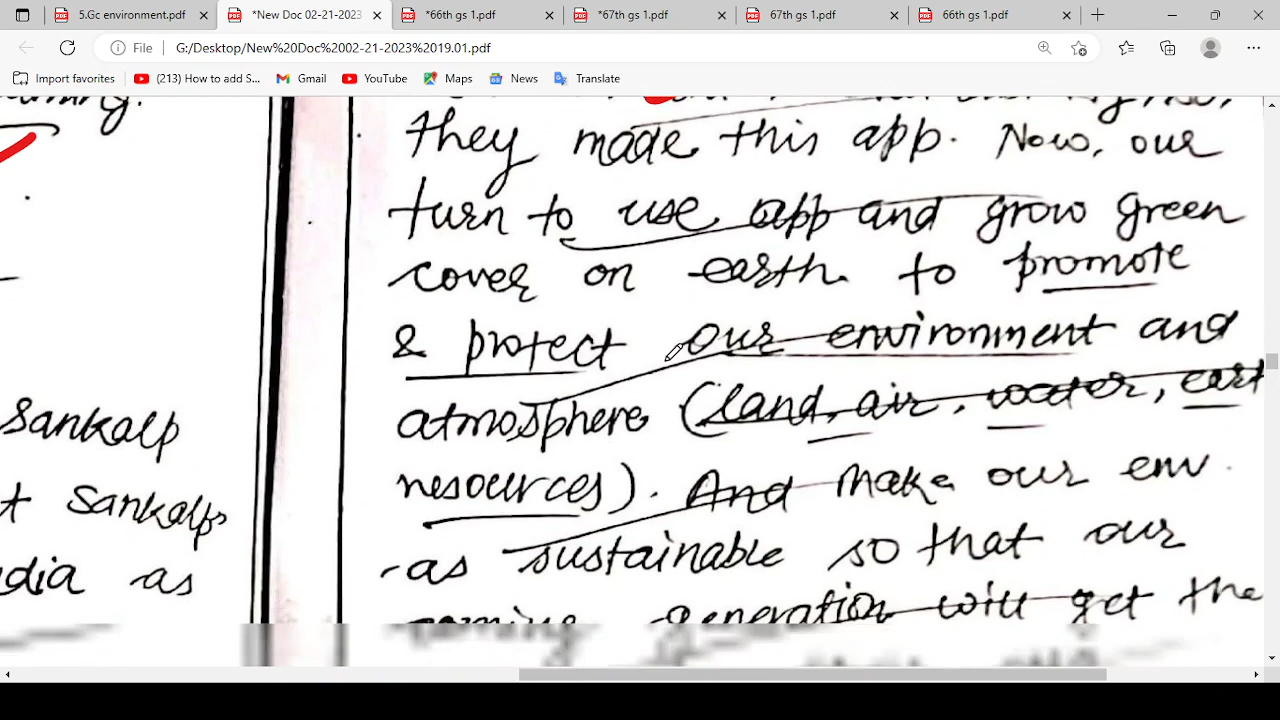 5.Gc environment.pdf
*New Doc 02-21-2023
*66th gs 1.pdf
*67th gs 1.pdf
67th gs 1.pdf
66th gs 1.pdf
File
G:/Desktop/New%20Doc%2002-21-2023%2019.01.pdf
Import favorites
(213) How to add S...
Gmail
YouTube
Maps
News
Translate
they made this app. Now, our
turn to use app and grow green
cover on earth to promote
& protect our environment and
atmosphere (land, air, water, eart
resources). And make our env.
as sustainable so that our
coming generation will get the
Sankalp
t Sankalp
dia as